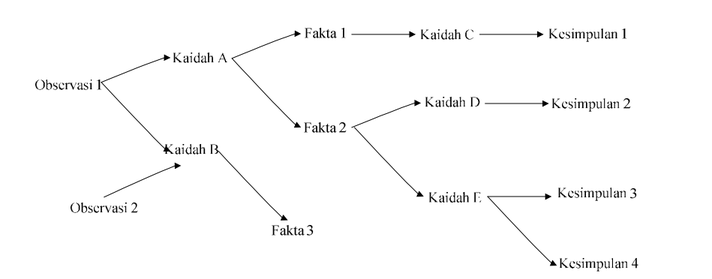 Fakta 1
Kaidah C
Kesimpulan 1
Kaidah A
Observasi 1
Kaidah D
Kesimpulan 2
Fakta 2
Kaidah B
Kaidah E
Kesimpulan 3
Observasi 2
Fakta 3
Kesimpulan 4